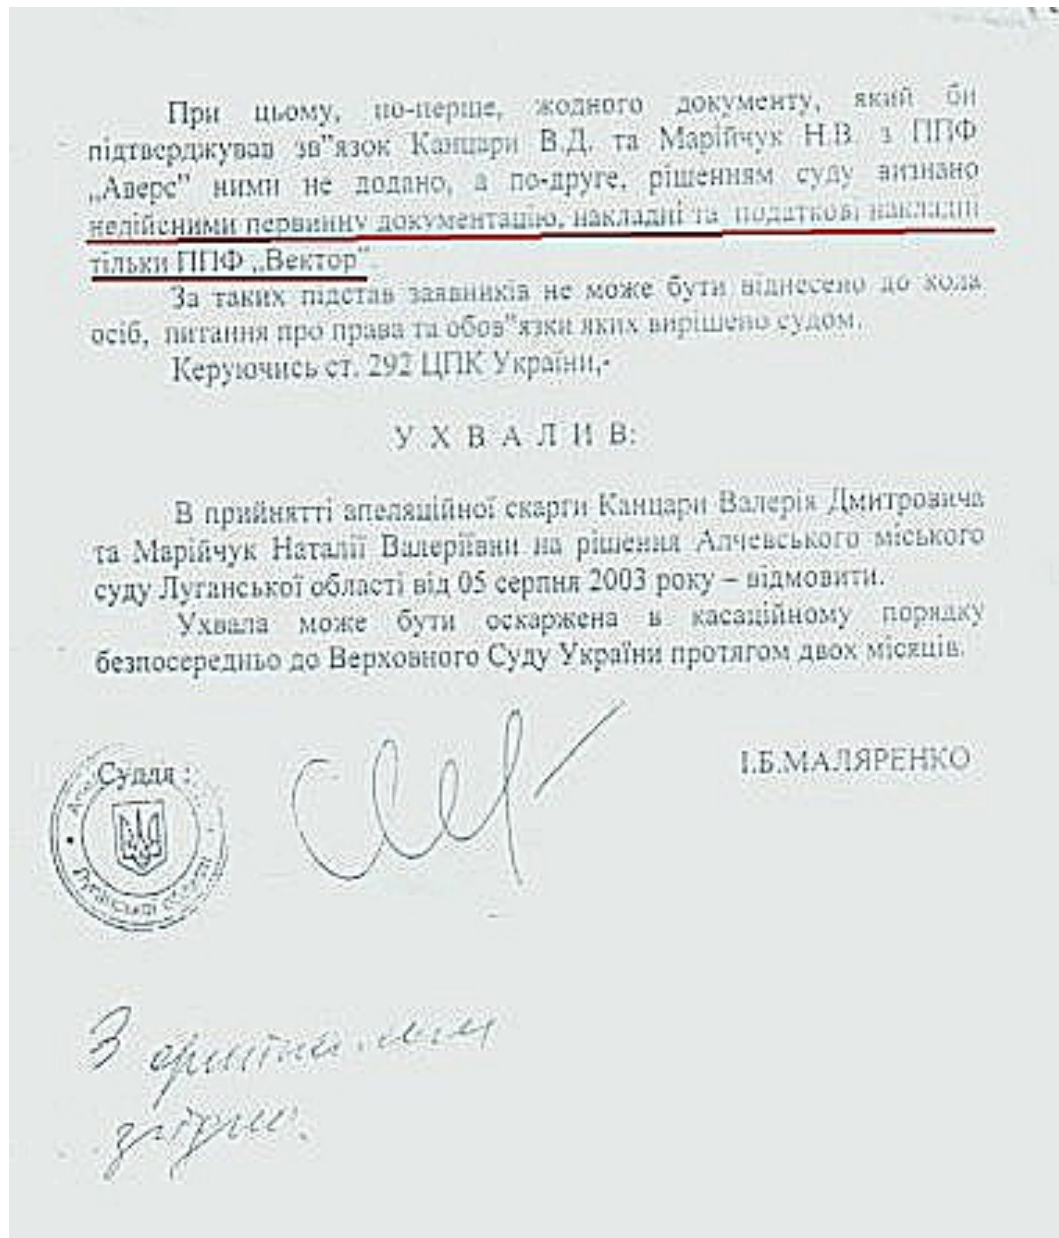 При цьому, по-перше, жодного документу, який би
підтверджував зв"язок Канцари В.Д. та Марійчук Н.В. з ППФ
„Аверс" ними не додано, а по-друге, рішенням суду визнано
недійсними первинну документацію, накладні та податкові накладні
тільки ППФ „Вектор".
За таких підстав заявників не може бути віднесено до кола
осіб, питання про права та обов"язки яких вирішено судом.
Керуючись ст. 292 ЦПК України,-
У Х В А Л И В:
В прийнятті апеляційної скарги Канцари Валерія Дмитровича
та Марійчук Наталії Валеріївни на рішення Алчевського міського
суду Луганської області від 05 серпня 2003 року – відмовити.
Ухвала може бути оскаржена в касаційному порядку
безпосередньо до Верховного Суду України протягом двох місяців.
Суддя :
І.Б.МАЛЯРЕНКО
Луганської області
З оригіналом
згідно.